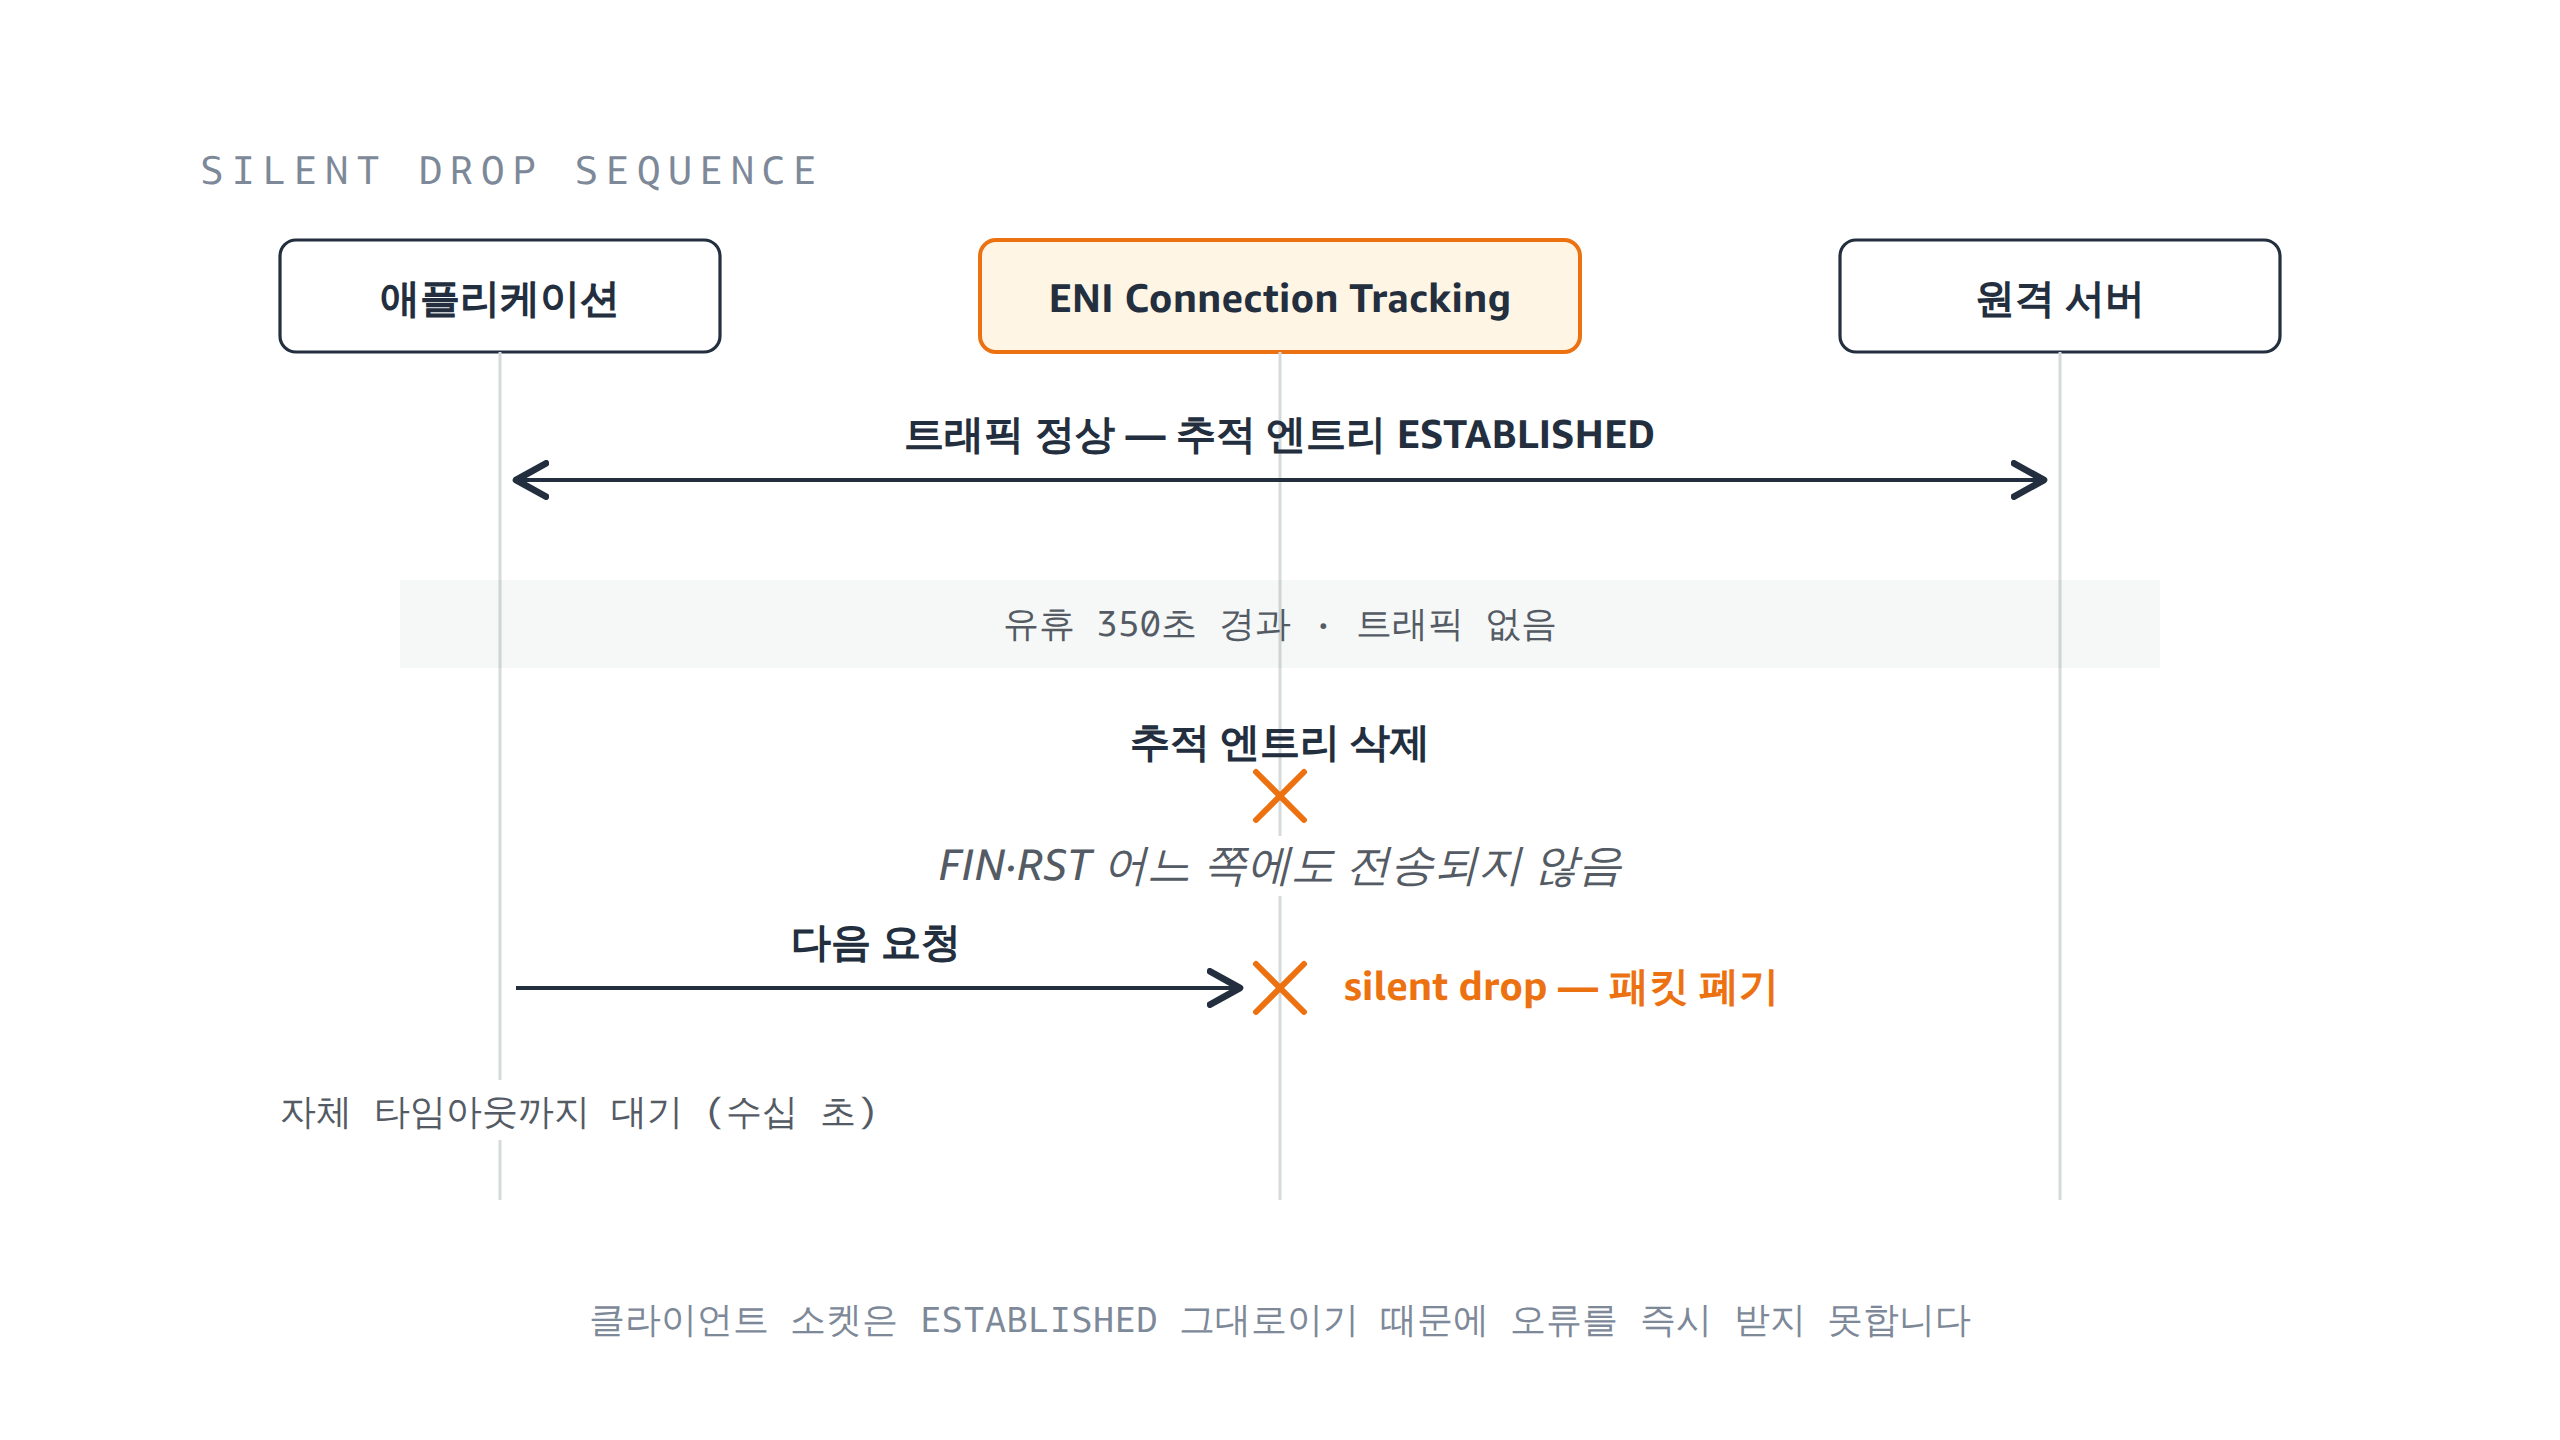 SILENT DROP SEQUENCE
애플리케이션
ENI Connection Tracking
원격 서버
트래픽 정상 — 추적 엔트리 ESTABLISHED
유휴 350초 경과 · 트래픽 없음
추적 엔트리 삭제
FIN·RST 어느 쪽에도 전송되지 않음
다음 요청
silent drop — 패킷 폐기
자체 타임아웃까지 대기 (수십 초)
클라이언트 소켓은 ESTABLISHED 그대로이기 때문에 오류를 즉시 받지 못합니다